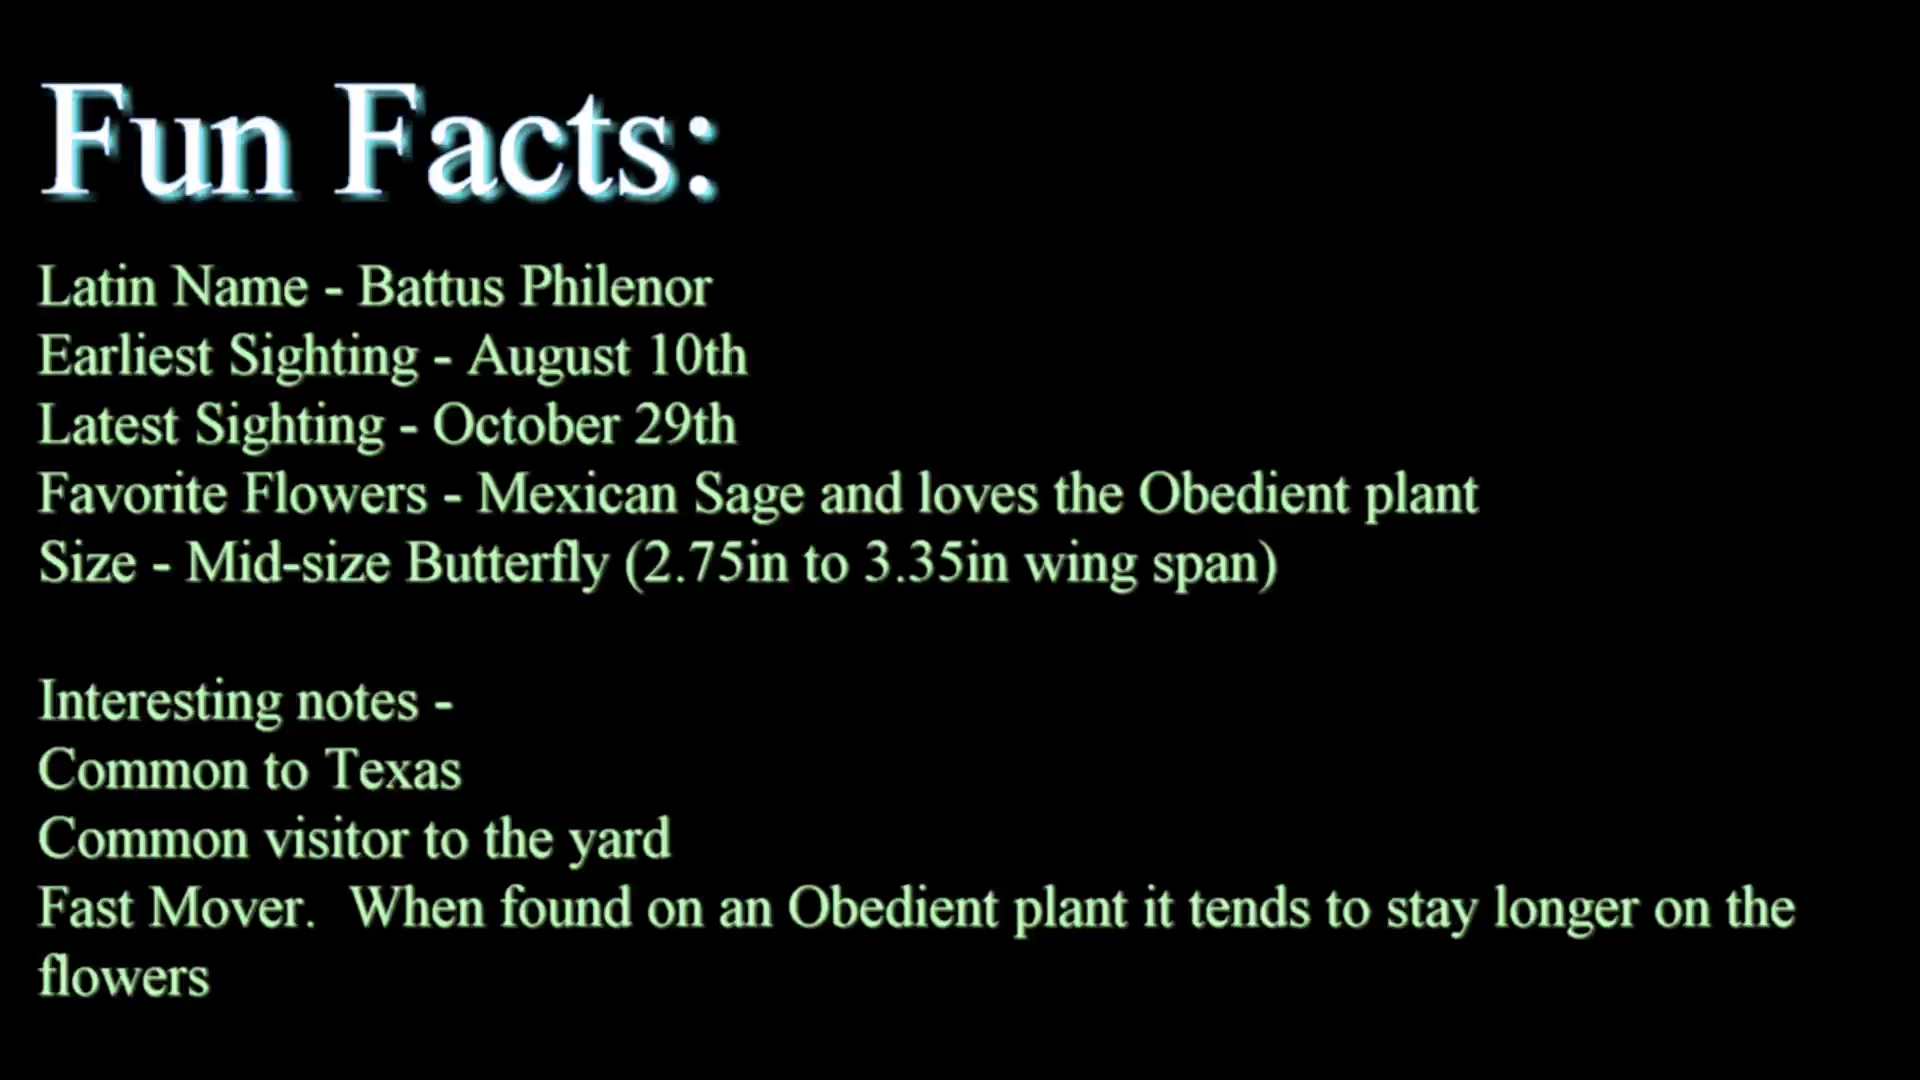 Fun Facts:
Latin Name - Battus Philenor
Earliest Sighting - August 10th
Latest Sighting - October 29th
Favorite Flowers - Mexican Sage and loves the Obedient plant
Size - Mid-size Butterfly (2.75in to 3.35in wing span)
Interesting notes -
Common to Texas
Common visitor to the yard
Fast Mover.  When found on an Obedient plant it tends to stay longer on the
flowers